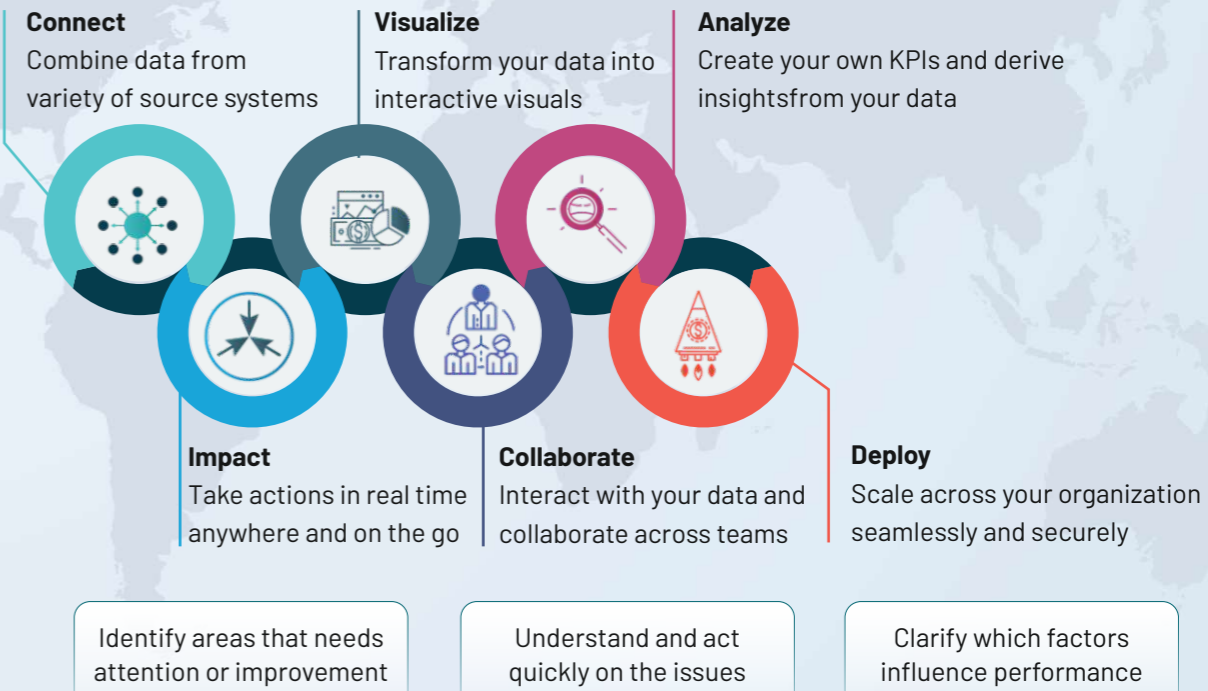 Connect
Combine data from
variety of source systems
Visualize
Transform your data into
interactive visuals
Analyze
Create your own KPIs and derive
insightsfrom your data
Impact
Take actions in real time
anywhere and on the go
Collaborate
Interact with your data and
collaborate across teams
Deploy
Scale across your organization
seamlessly and securely
Identify areas that needs
attention or improvement
Understand and act
quickly on the issues
Clarify which factors
influence performance